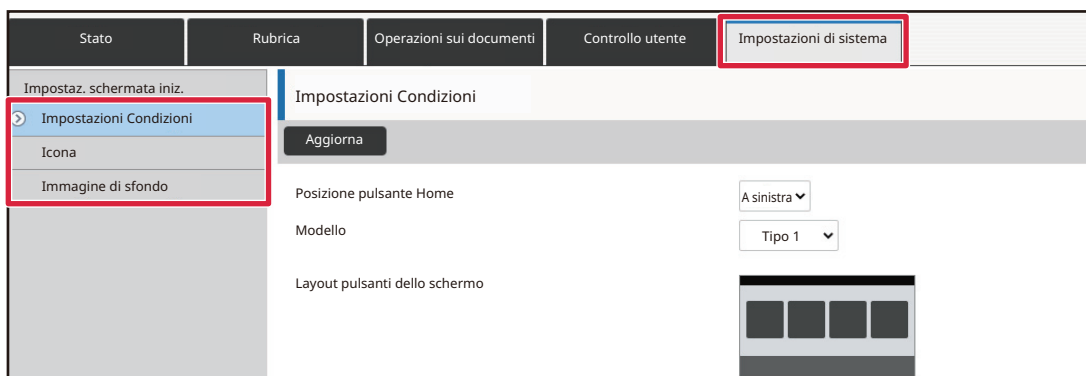 Stato
Rubrica
Operazioni sui documenti
Controllo utente
Impostazioni di sistema
Impostaz. schermata iniz.
Impostazioni Condizioni
Icona
Immagine di sfondo
Impostazioni Condizioni
Aggiorna
Posizione pulsante Home
A sinistra
Modello
Tipo 1
Layout pulsanti dello schermo